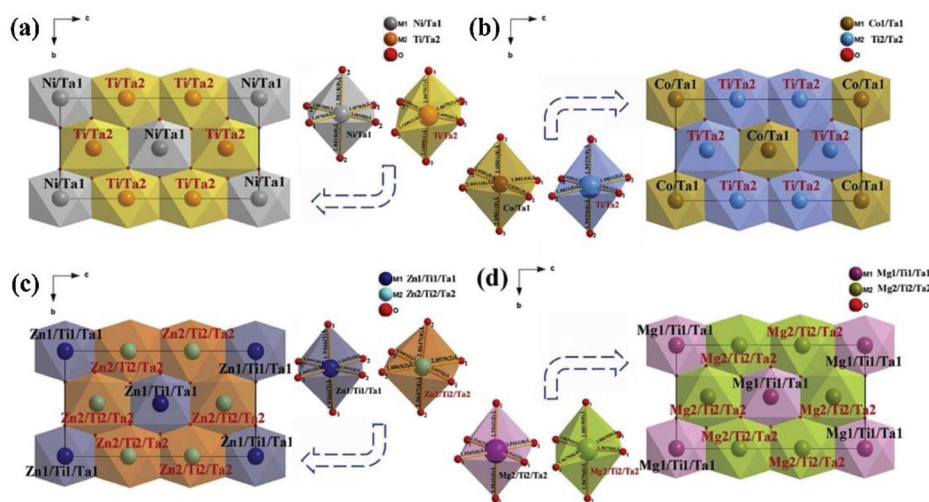 (a)
c
b
M1 Ni/Ta1
M2 Ti/Ta2
O
Ni/Ta1 Ti/Ta2 Ti/Ta2 Ni/Ta1
Ti/Ta2 Ni/Ta1 Ti/Ta2
Ni/Ta1 Ti/Ta2 Ti/Ta2 Ni/Ta1
Ni/Ta1
Ti/Ta2
(b)
c
b
M1 Co1/Ta1
M2 Ti2/Ta2
O
Co/Ta1 Ti/Ta2 Ti/Ta2 Co/Ta1
Ti/Ta2 Co/Ta1 Ti/Ta2
Co/Ta1 Ti/Ta2 Ti/Ta2 Co/Ta1
Co/Ta1
Ti/Ta2
(c)
c
b
M1 Zn1/Ti1/Ta1
M2 Zn2/Ti2/Ta2
O
Zn1/Ti1/Ta1 Zn2/Ti2/Ta2
Zn2/Ti2/Ta2 Zn1/Ti1/Ta1
Zn1/Ti1/Ta1
Zn2/Ti2/Ta2 Zn2/Ti2/Ta2
Zn2/Ti2/Ta2 Zn1/Ti1/Ta1
Zn1/Ti1/Ta1 Zn2/Ti2/Ta2
Zn1/Ti1/Ta1
Zn2/Ti2/Ta2
(d)
c
b
M1 Mg1/Ti1/Ta1
M2 Mg2/Ti2/Ta2
O
Mg1/Ti1/Ta1 Mg2/Ti2/Ta2
Mg2/Ti2/Ta2 Mg1/Ti1/Ta1
Mg1/Ti1/Ta1
Mg2/Ti2/Ta2 Mg2/Ti2/Ta2
Mg2/Ti2/Ta2 Mg1/Ti1/Ta1
Mg1/Ti1/Ta1 Mg2/Ti2/Ta2
Mg2/Ti2/Ta2
Mg2/Ti2/Ta2